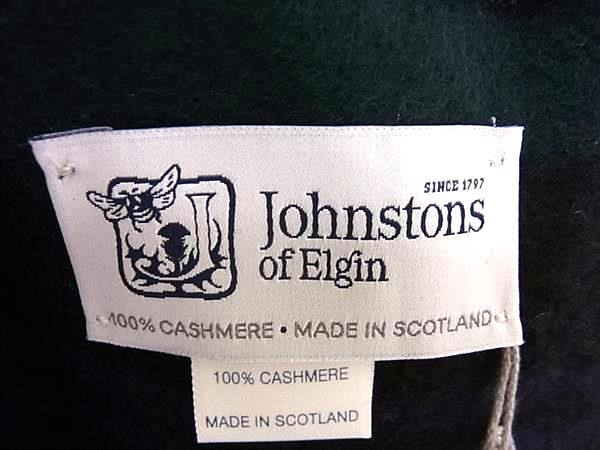 SINCE 1797
Johnstons
of Elgin
100% CASHMERE • MADE IN SCOTLAND
100% CASHMERE
MADE IN SCOTLAND